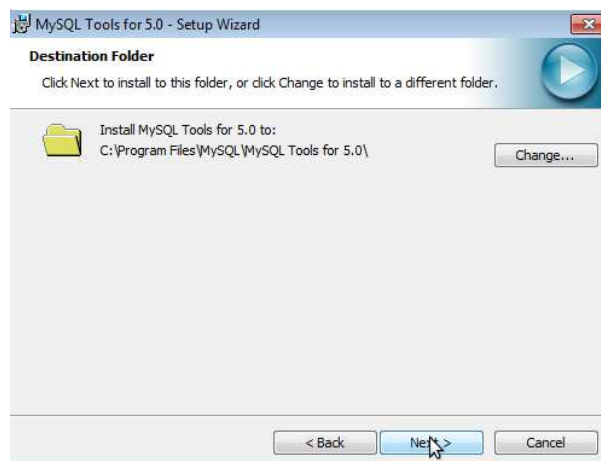 MySQL Tools for 5.0 - Setup Wizard
Destination Folder
Click Next to install to this folder, or click Change to install to a different folder.
Install MySQL Tools for 5.0 to:
C:\Program Files\MySQL\MySQL Tools for 5.0\
Change...
< Back
Next >
Cancel